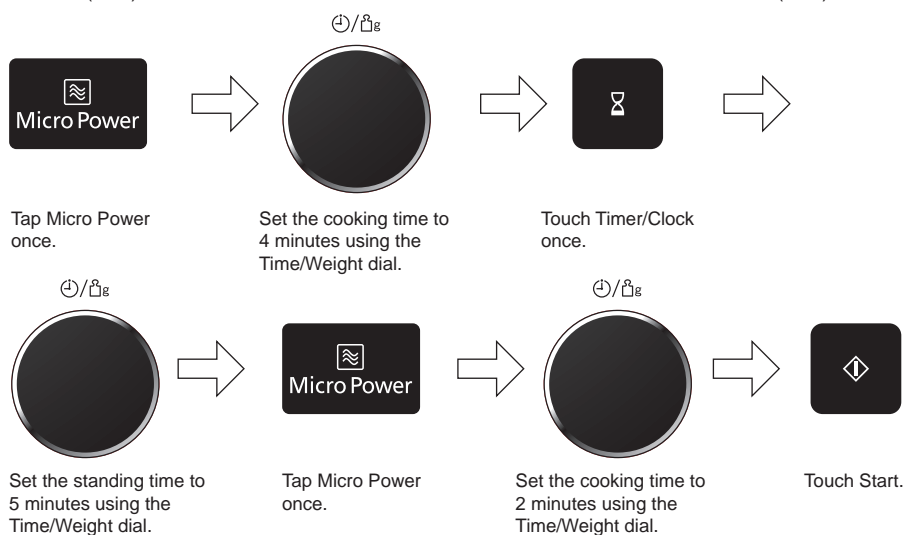 g
Micro Power
Tap Micro Power
once.
Set the cooking time to
4 minutes using the
Time/Weight dial.
Touch Timer/Clock
once.
g
Set the standing time to
5 minutes using the
Time/Weight dial.
Micro Power
Tap Micro Power
once.
g
Set the cooking time to
2 minutes using the
Time/Weight dial.
Touch Start.